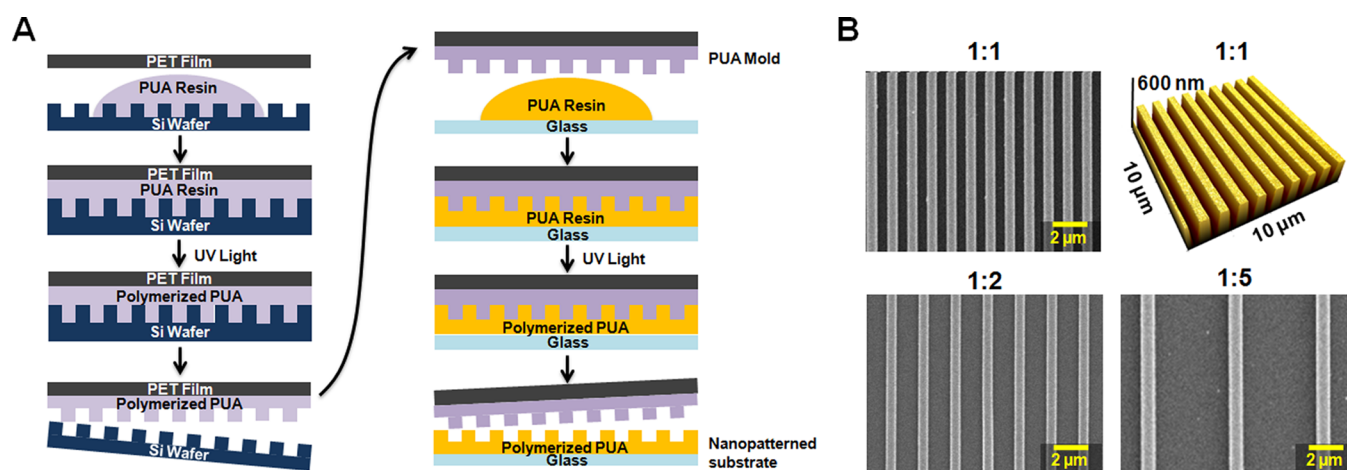 A
PET Film
PUA Resin
Si Wafer
PET Film
PUA Resin
Si Wafer
UV Light
PET Film
Polymerized PUA
Si Wafer
PET Film
Polymerized PUA
Si Wafer
PUA Mold
PUA Resin
Glass
PUA Resin
Glass
UV Light
Polymerized PUA
Glass
Polymerized PUA
Glass
Nanopatterned
substrate
B
1:1
2 µm
1:1
600 nm
10 µm
10 µm
1:2
2 µm
1:5
2 µm